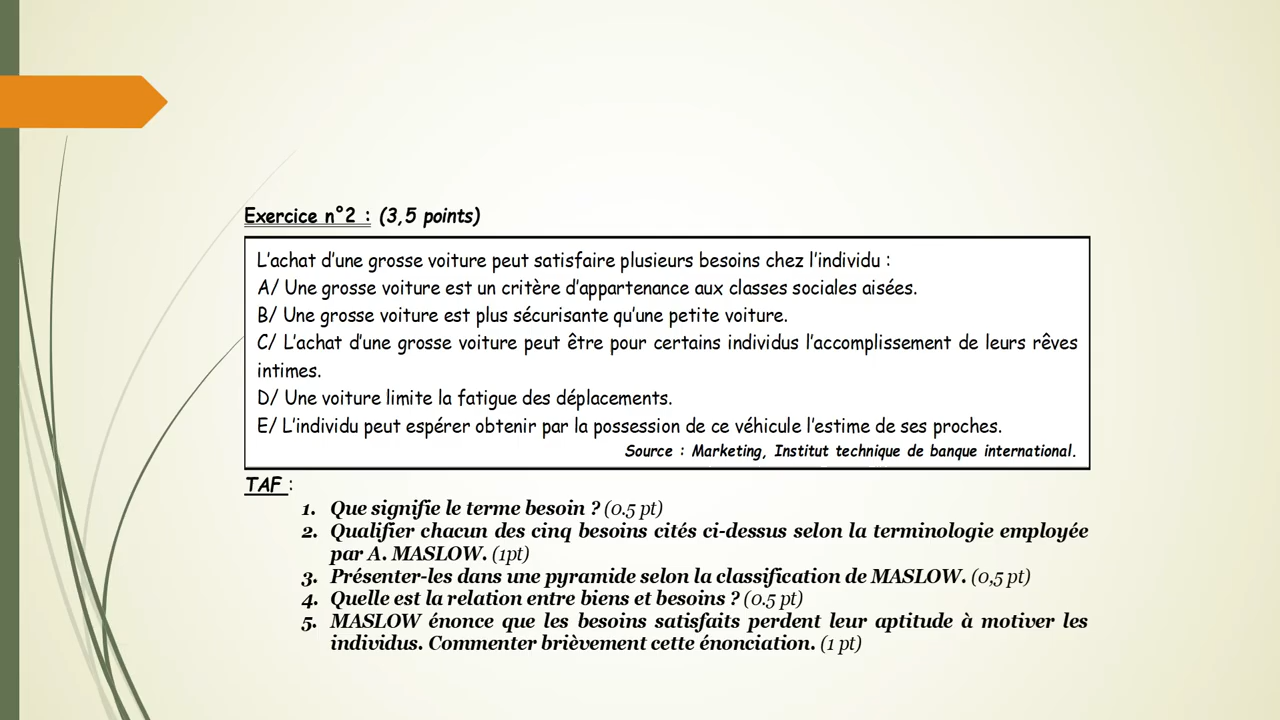 Exercice n°2 : (3,5 points)
L'achat d'une grosse voiture peut satisfaire plusieurs besoins chez l'individu :
A/ Une grosse voiture est un critère d'appartenance aux classes sociales aisées.
B/ Une grosse voiture est plus sécurisante qu'une petite voiture.
C/ L'achat d'une grosse voiture peut être pour certains individus l'accomplissement de leurs rêves
intimes.
D/ Une voiture limite la fatigue des déplacements.
E/ L'individu peut espérer obtenir par la possession de ce véhicule l'estime de ses proches.
Source : Marketing, Institut technique de banque international.
TAF :
1. Que signifie le terme besoin ? (0.5 pt)
2. Qualifier chacun des cinq besoins cités ci-dessus selon la terminologie employée
par A. MASLOW. (1pt)
3. Présenter-les dans une pyramide selon la classification de MASLOW. (0,5 pt)
4. Quelle est la relation entre biens et besoins ? (0.5 pt)
5. MASLOW énonce que les besoins satisfaits perdent leur aptitude à motiver les
individus. Commenter brièvement cette énonciation. (1 pt)